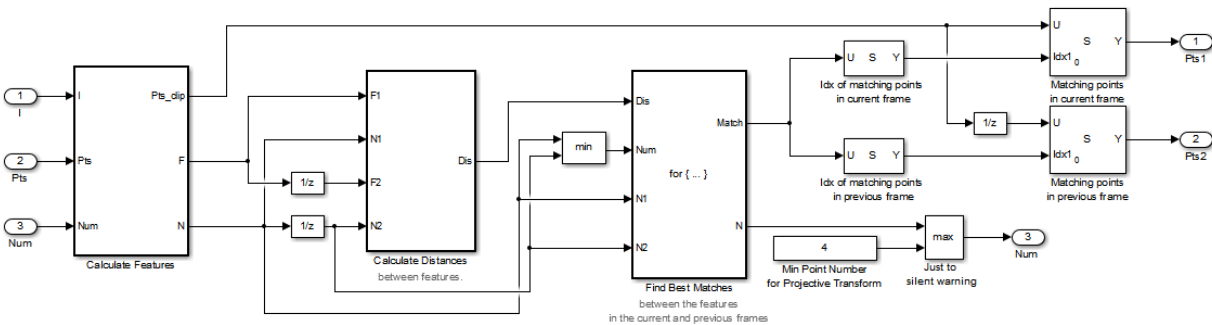 1
I
2
Pts
3
Num
I
Pts
Num
Pts_dip
F
N
Calculate Features
1/z
1/z
F1
N1
F2
N2
Dis
Calculate Distances
between features.
min
Dis
Num
N1
N2
Match
for { ... }
N
Find Best Matches
between the features
in the current and previous frames
U S Y
Idx of matching points
in current frame
U S Y
Idx of matching points
in previous frame
4
Min Point Number
for Projective Transform
max
Just to
silent warning
3
Num
1/z
U
S Y
Idx1 0
Matching points
in current frame
U
S Y
Idx1 0
Matching points
in previous frame
1
Pts1
2
Pts2